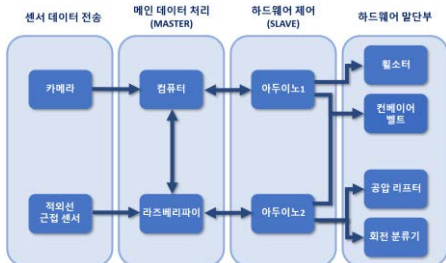 센서 데이터 전송
메인 데이터 처리
(MASTER)
하드웨어 제어
(SLAVE)
하드웨어 말단부
카메라
컴퓨터
아두이노1
휠소터
컨베이어
벨트
적외선
근접 센서
라즈베리파이
아두이노2
공압 리프터
회전 분류기